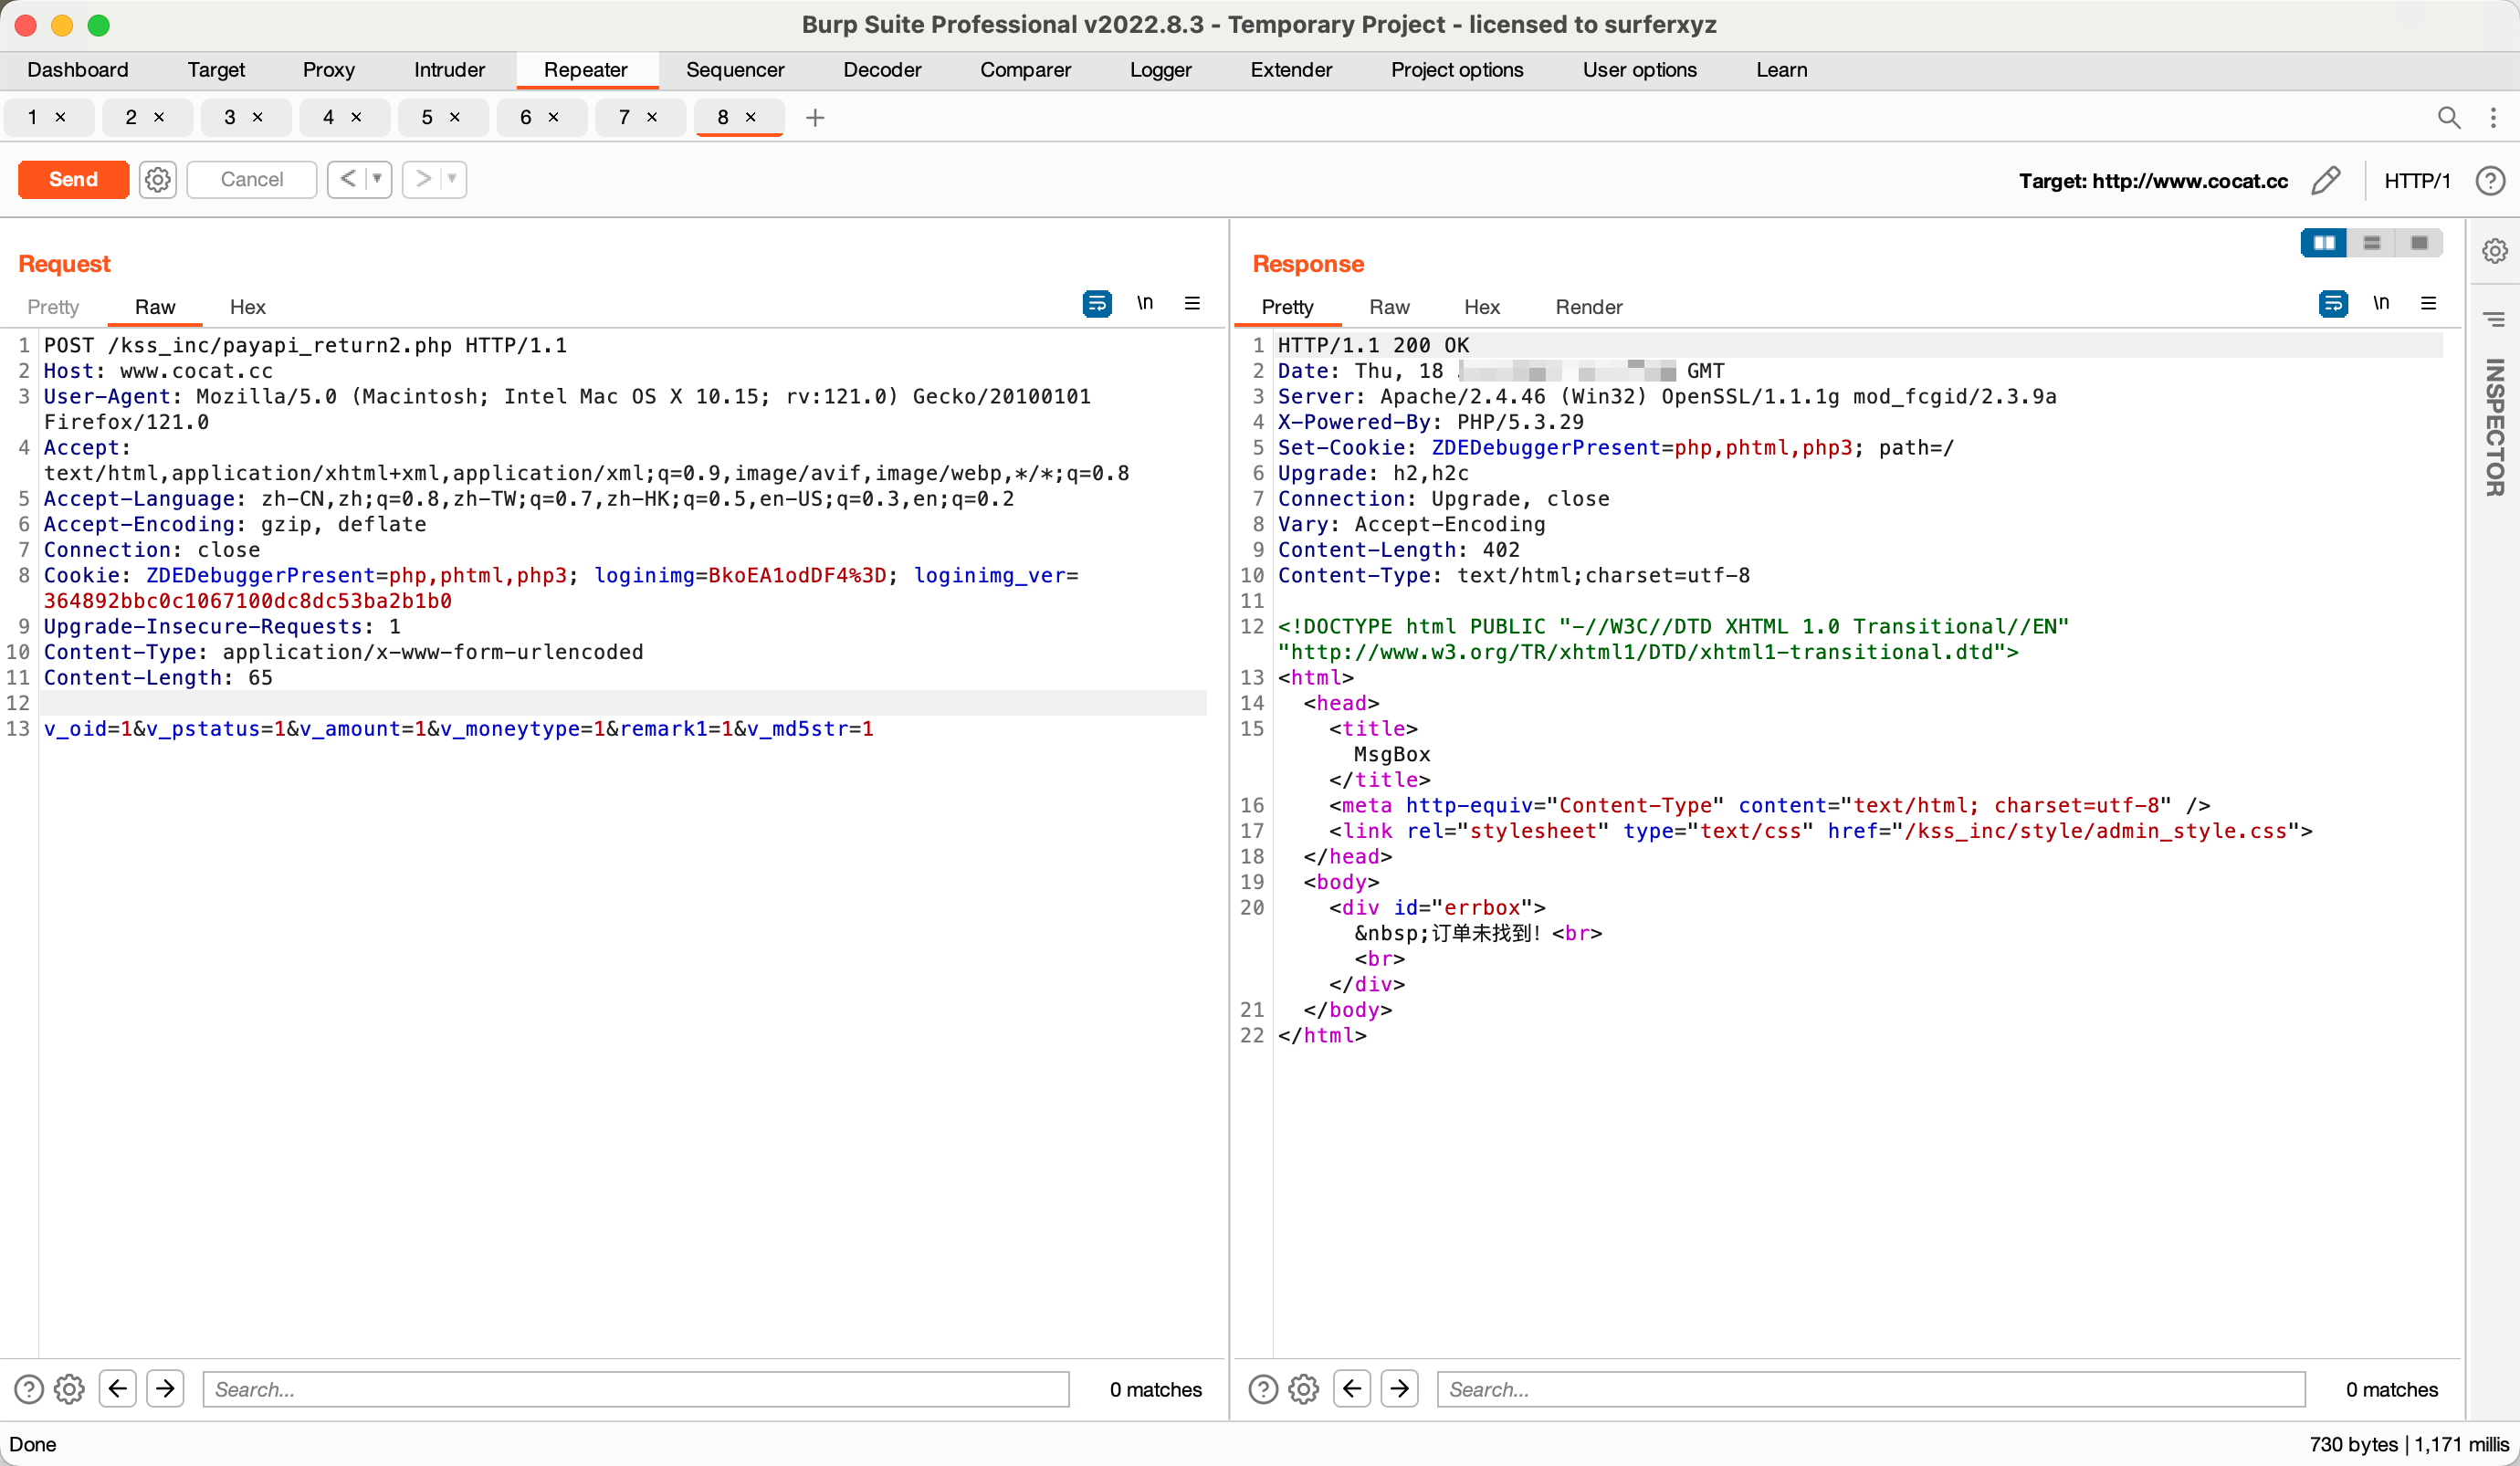 Burp Suite Professional v2022.8.3 - Temporary Project - licensed to surferxyz
Dashboard Target Proxy Intruder Repeater Sequencer Decoder Comparer Logger Extender Project options User options Learn
1 × 2 × 3 × 4 × 5 × 6 × 7 × 8 × +
Send Cancel < > Target: http://www.cocat.cc HTTP/1 ?
Request
Pretty Raw Hex \n
1 POST /kss_inc/payapi_return2.php HTTP/1.1
2 Host: www.cocat.cc
3 User-Agent: Mozilla/5.0 (Macintosh; Intel Mac OS X 10.15; rv:121.0) Gecko/20100101
Firefox/121.0
4 Accept:
text/html,application/xhtml+xml,application/xml;q=0.9,image/avif,image/webp,*/*;q=0.8
5 Accept-Language: zh-CN,zh;q=0.8,zh-TW;q=0.7,zh-HK;q=0.5,en-US;q=0.3,en;q=0.2
6 Accept-Encoding: gzip, deflate
7 Connection: close
8 Cookie: ZDEDebuggerPresent=php,phtml,php3; loginimg=BkoEA1odDF4%3D; loginimg_ver=
364892bbc0c1067100dc8dc53ba2b1b0
9 Upgrade-Insecure-Requests: 1
10 Content-Type: application/x-www-form-urlencoded
11 Content-Length: 65
12
13 v_oid=1&v_pstatus=1&v_amount=1&v_moneytype=1&remark1=1&v_md5str=1
? Search... 0 matches
Response
Pretty Raw Hex Render \n
1 HTTP/1.1 200 OK
2 Date: Thu, 18 GMT
3 Server: Apache/2.4.46 (Win32) OpenSSL/1.1.1g mod_fcgid/2.3.9a
4 X-Powered-By: PHP/5.3.29
5 Set-Cookie: ZDEDebuggerPresent=php,phtml,php3; path=/
6 Upgrade: h2,h2c
7 Connection: Upgrade, close
8 Vary: Accept-Encoding
9 Content-Length: 402
10 Content-Type: text/html;charset=utf-8
11
12 <!DOCTYPE html PUBLIC "-//W3C//DTD XHTML 1.0 Transitional//EN"
"http://www.w3.org/TR/xhtml1/DTD/xhtml1-transitional.dtd">
13 <html>
14 <head>
15 <title>
MsgBox
</title>
16 <meta http-equiv="Content-Type" content="text/html; charset=utf-8" />
17 <link rel="stylesheet" type="text/css" href="/kss_inc/style/admin_style.css">
18 </head>
19 <body>
20 <div id="errbox">
&nbsp;订单未找到！<br>
<br>
</div>
21 </body>
22 </html>
? Search... 0 matches
INSPECTOR
Done
730 bytes | 1,171 millis